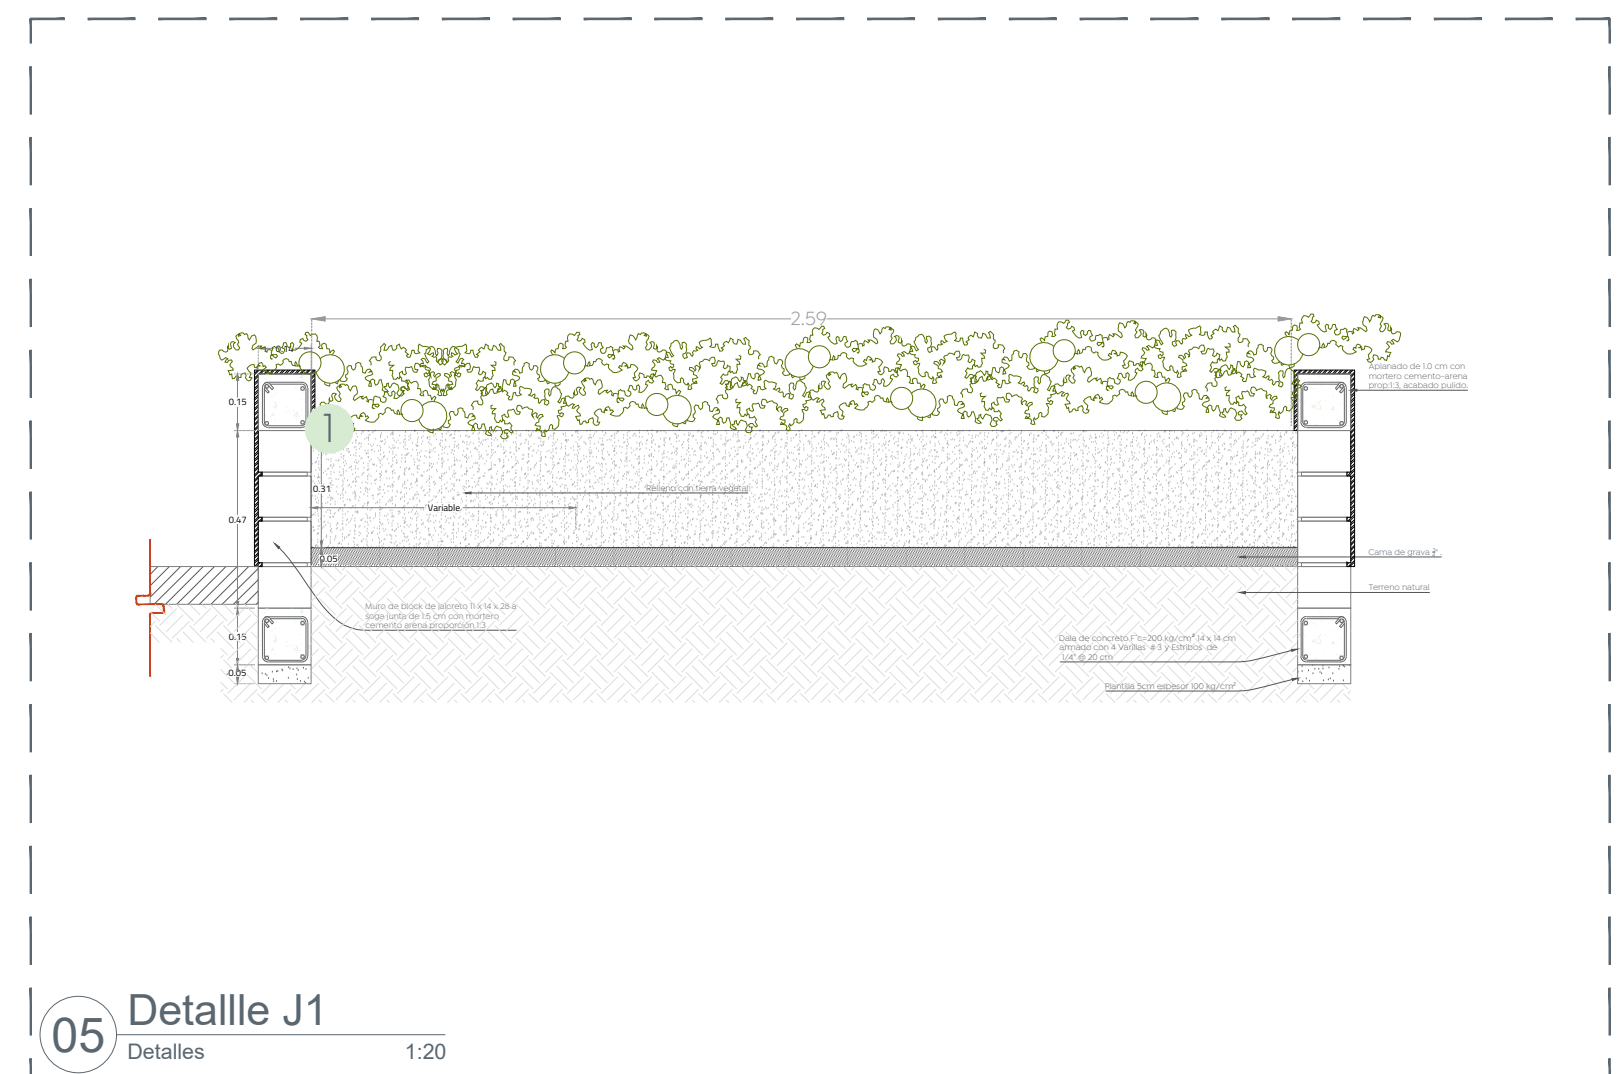 2.59
0.14
Aplanado de 1.0 cm con
mortero cemento-arena
prop:1:3, acabado pulido.
0.15
1
0.31
Relleno con tierra vegetal
Variable
0.47
0.05
Cama de grava ¾"
Terreno natural
Muro de block de jalcreto 11 x 14 x 28 a
soga junta de 1.5 cm con mortero
cemento arena proporción 1:3
0.15
Dala de concreto F´c=200 kg/cm² 14 x 14 cm
armado con 4 Varillas # 3 y Estribos de
1/4" @ 20 cm
0.05
Plantilla 5cm espesor 100 kg/cm²
05
Detallle J1
Detalles
1:20